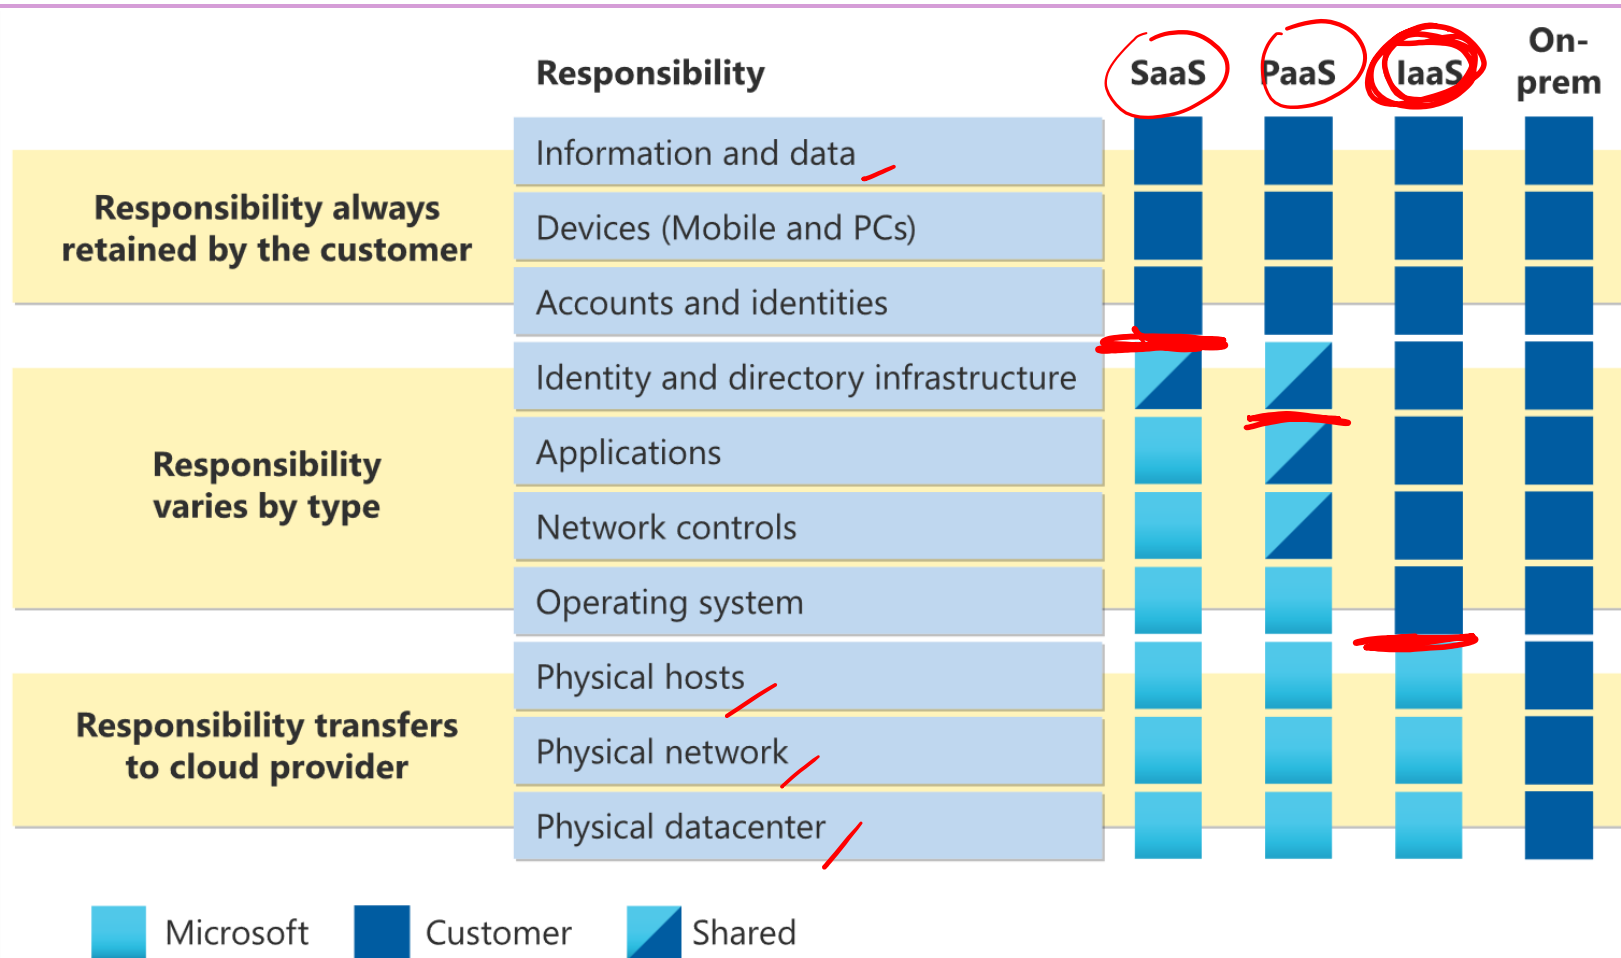 Responsibility
SaaS
PaaS
IaaS
On-
prem
Responsibility always
retained by the customer
Information and data
Devices (Mobile and PCs)
Accounts and identities
Responsibility
varies by type
Identity and directory infrastructure
Applications
Network controls
Operating system
Responsibility transfers
to cloud provider
Physical hosts
Physical network
Physical datacenter
Microsoft
Customer
Shared